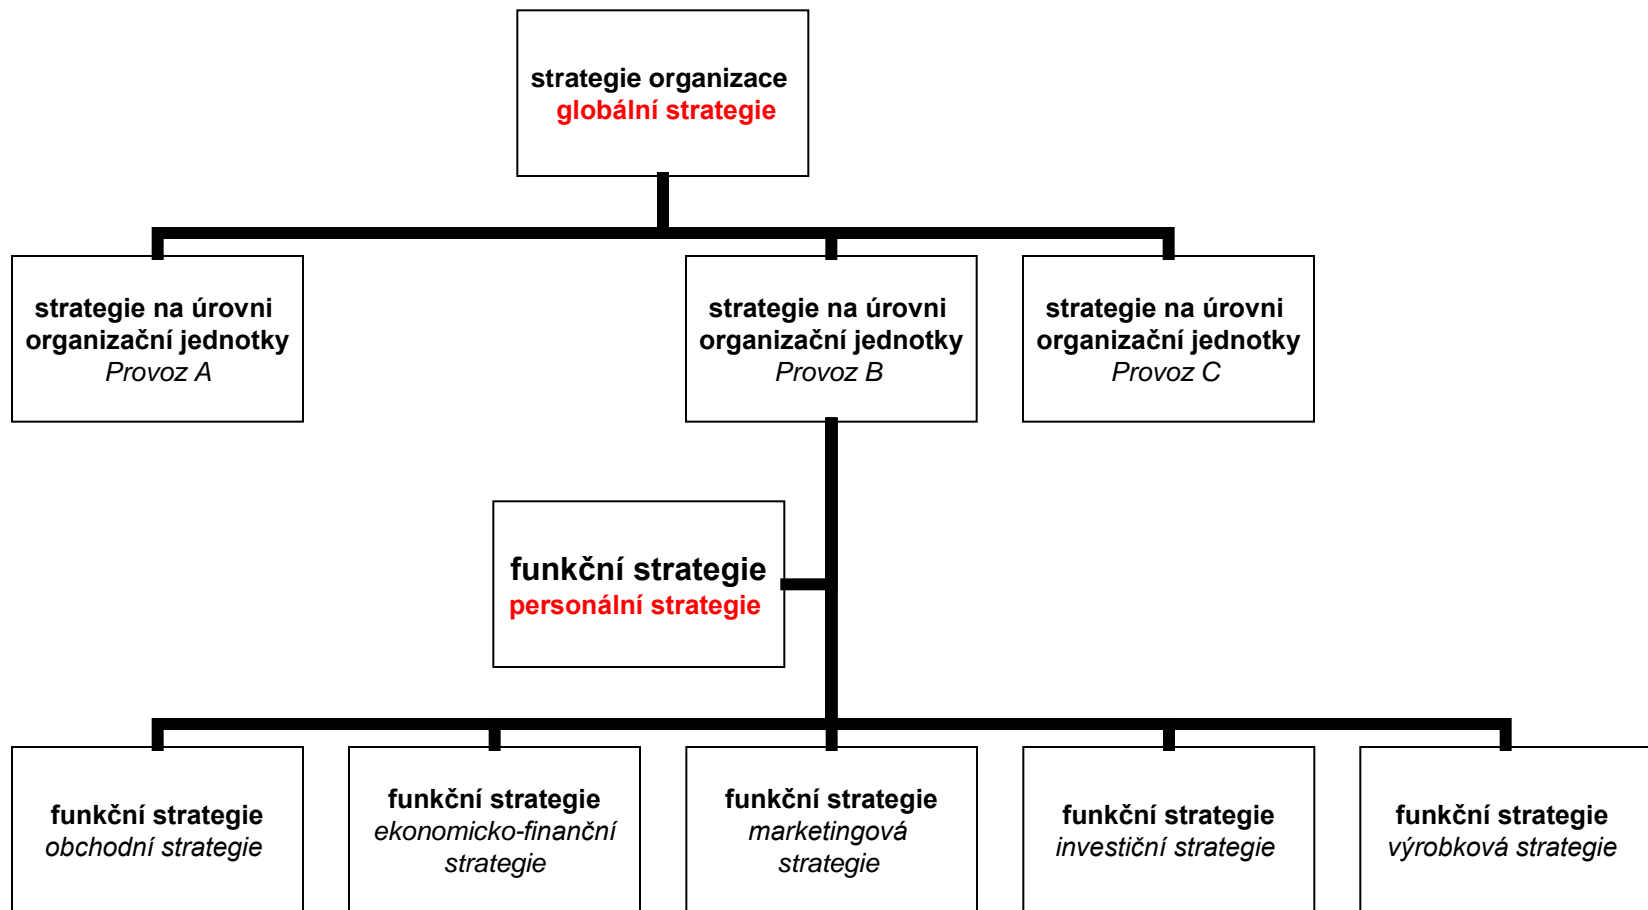 strategie organizace
globální strategie
strategie na úrovni
organizační jednotky
Provoz A
strategie na úrovni
organizační jednotky
Provoz B
strategie na úrovni
organizační jednotky
Provoz C
funkční strategie
personální strategie
funkční strategie
obchodní strategie
funkční strategie
ekonomicko-finanční
strategie
funkční strategie
marketingová
strategie
funkční strategie
investiční strategie
funkční strategie
výrobková strategie